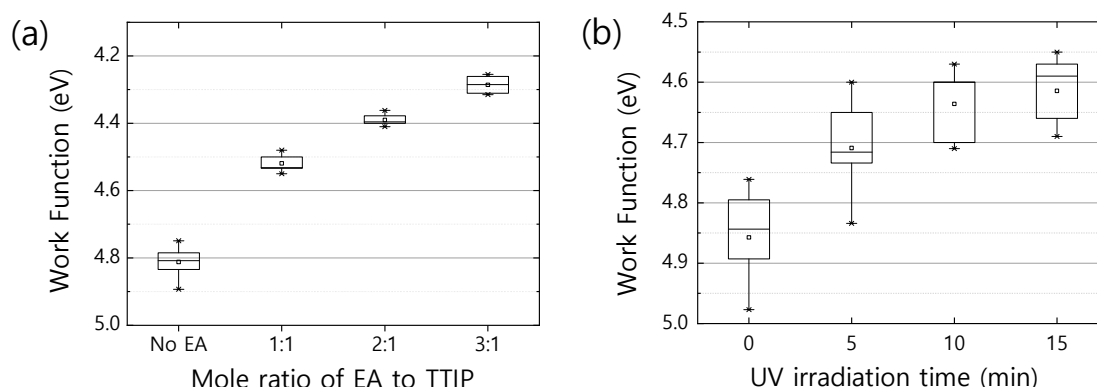 (a)
Work Function (eV)
4.2
4.4
4.6
4.8
5.0
No EA 1:1 2:1 3:1
Mole ratio of EA to TTIP
(b)
Work Function (eV)
4.5
4.6
4.7
4.8
4.9
5.0
0 5 10 15
UV irradiation time (min)